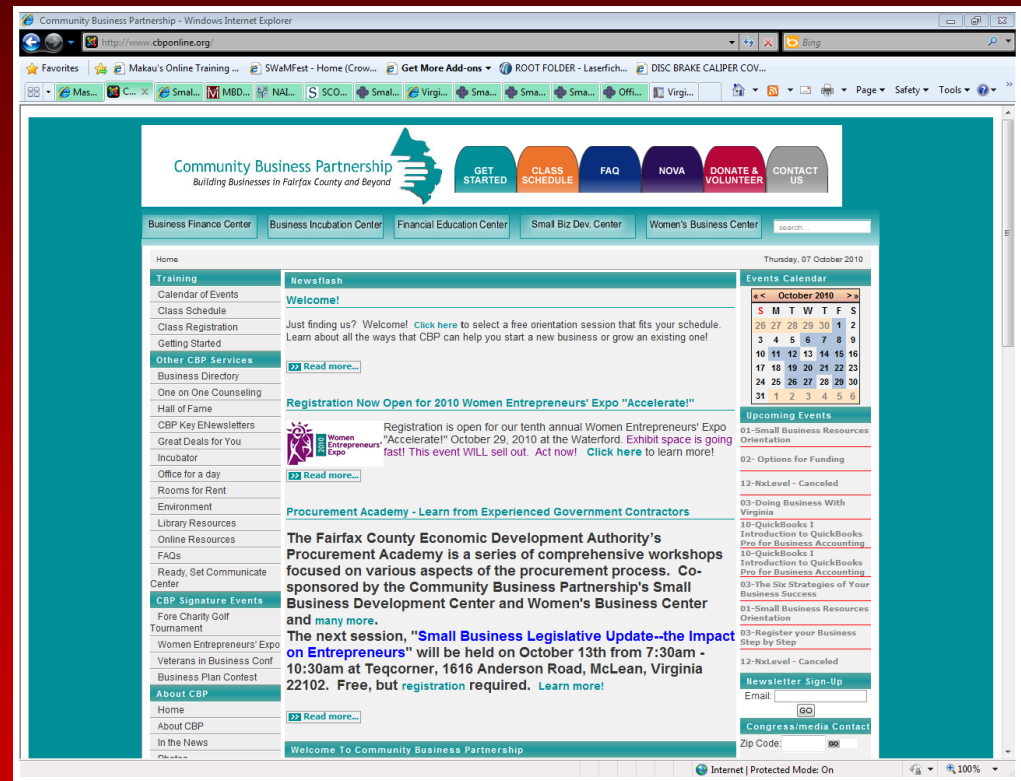 Community Business Partnership - Windows Internet Explorer
http://www.cbponline.org/
Bing
Favorites Makau's Online Training ... SWaMFest - Home (Crow... Get More Add-ons ROOT FOLDER - Laserfich... DISC BRAKE CALIPER COV...
Mas... C... Smal... MBD... NAI... SCO... Smal... Virgi... Sma... Sma... Sma... Offi... Virgi... Page Safety Tools
Community Business Partnership
Building Businesses in Fairfax County and Beyond
GET STARTED
CLASS SCHEDULE
FAQ
NOVA
DONATE & VOLUNTEER
CONTACT US
Business Finance Center Business Incubation Center Financial Education Center Small Biz Dev. Center Women's Business Center search...
Home
Thursday, 07 October 2010
Training
Calendar of Events
Class Schedule
Class Registration
Getting Started
Other CBP Services
Business Directory
One on One Counseling
Hall of Fame
CBP Key ENewsletters
Great Deals for You
Incubator
Office for a day
Rooms for Rent
Environment
Library Resources
Online Resources
FAQs
Ready, Set Communicate
Center
CBP Signature Events
Fore Charity Golf
Tournament
Women Entrepreneurs' Expo
Veterans in Business Conf
Business Plan Contest
About CBP
Home
About CBP
In the News
Photos
Newsflash
Welcome!
Just finding us? Welcome! Click here to select a free orientation session that fits your schedule.
Learn about all the ways that CBP can help you start a new business or grow an existing one!
Read more...
Registration Now Open for 2010 Women Entrepreneurs' Expo "Accelerate!"
2010 Women
Entrepreneurs'
Expo
Registration is open for our tenth annual Women Entrepreneurs' Expo
"Accelerate!" October 29, 2010 at the Waterford. Exhibit space is going
fast! This event WILL sell out. Act now! Click here to learn more!
Read more...
Procurement Academy - Learn from Experienced Government Contractors
The Fairfax County Economic Development Authority's
Procurement Academy is a series of comprehensive workshops
focused on various aspects of the procurement process. Co-
sponsored by the Community Business Partnership's Small
Business Development Center and Women's Business Center
and many more.
The next session, "Small Business Legislative Update--the Impact
on Entrepreneurs" will be held on October 13th from 7:30am -
10:30am at Teqcorner, 1616 Anderson Road, McLean, Virginia
22102. Free, but registration required. Learn more!
Read more...
Welcome To Community Business Partnership
Events Calendar
« < October 2010 > »
S M T W T F S
26 27 28 29 30 1 2
3 4 5 6 7 8 9
10 11 12 13 14 15 16
17 18 19 20 21 22 23
24 25 26 27 28 29 30
31 1 2 3 4 5 6
Upcoming Events
01-Small Business Resources
Orientation
02- Options for Funding
12-NxLevel - Canceled
03-Doing Business With
Virginia
10-QuickBooks I
Introduction to QuickBooks
Pro for Business Accounting
10-QuickBooks I
Introduction to QuickBooks
Pro for Business Accounting
03-The Six Strategies of Your
Business Success
01-Small Business Resources
Orientation
03-Register your Business
Step by Step
12-NxLevel - Canceled
Newsletter Sign-Up
Email:
GO
Congress/media Contact
Zip Code: GO
Internet | Protected Mode: On
100%